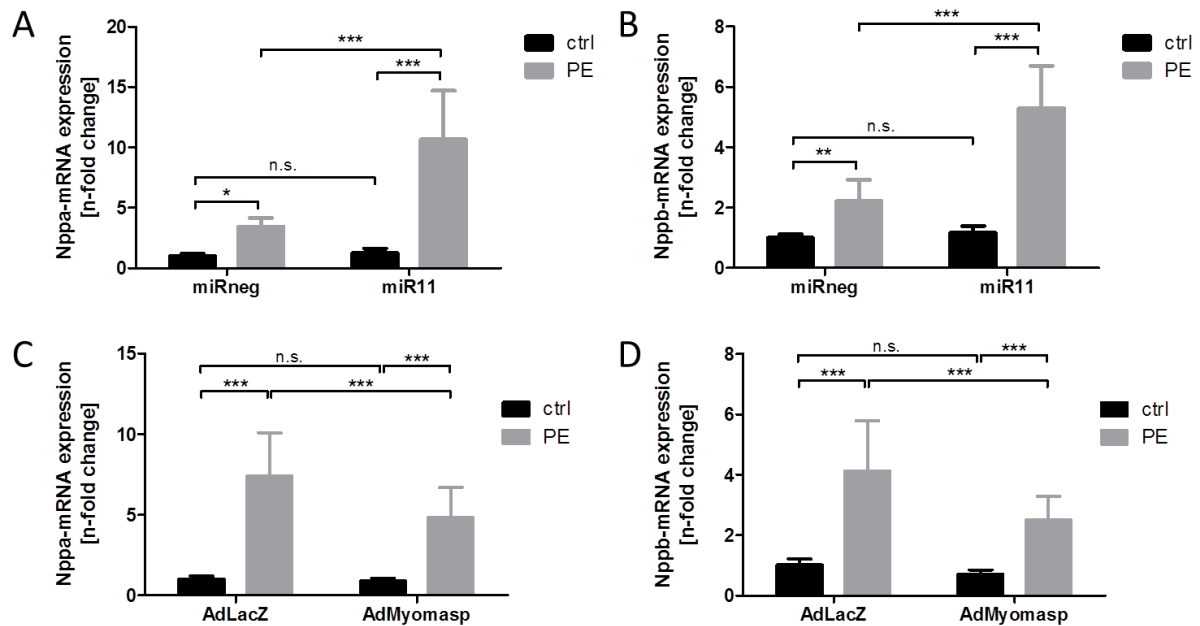 A
Nppa-mRNA expression
[n-fold change]
20
15
10
5
0
***
***
n.s.
*
miRneg
miR11
ctrl
PE
B
Nppb-mRNA expression
[n-fold change]
8
6
4
2
0
***
***
n.s.
**
miRneg
miR11
ctrl
PE
C
Nppa-mRNA expression
[n-fold change]
15
10
5
0
n.s.
***
***
***
AdLacZ
AdMyomasp
ctrl
PE
D
Nppb-mRNA expression
[n-fold change]
8
6
4
2
0
n.s.
***
***
***
AdLacZ
AdMyomasp
ctrl
PE